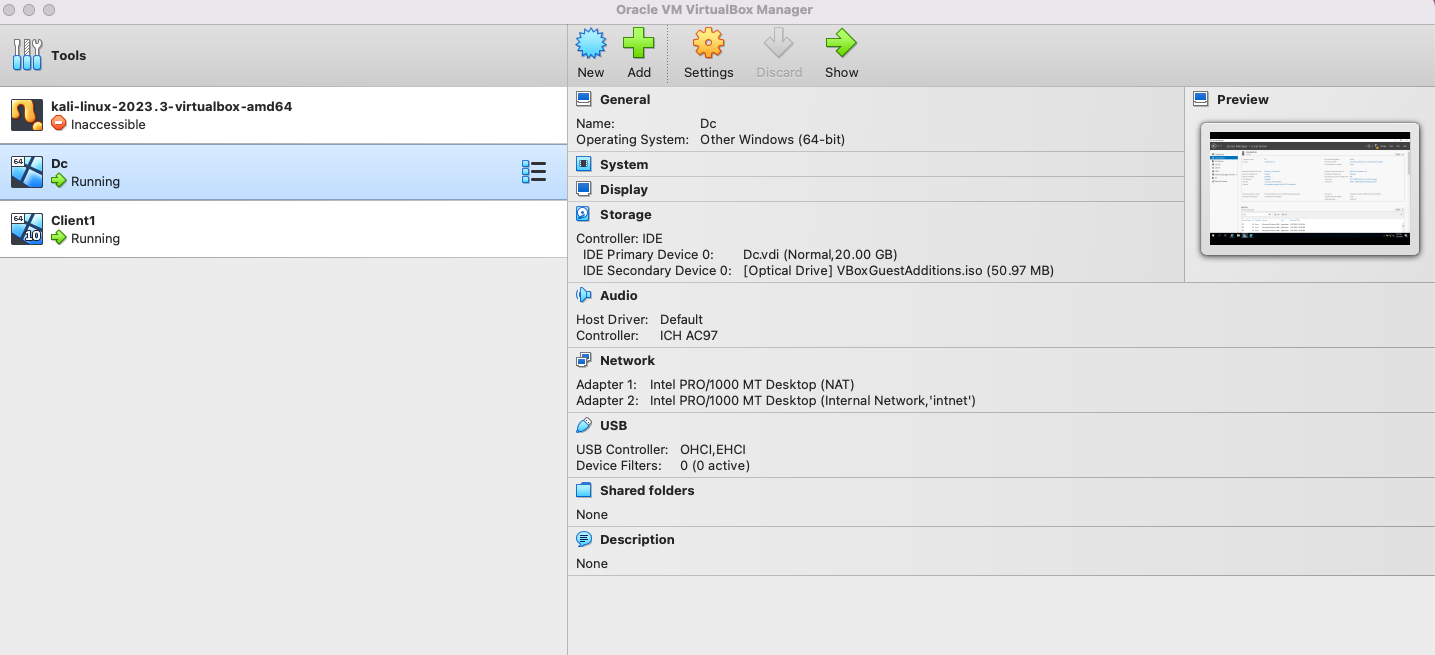 Oracle VM VirtualBox Manager
Tools
New Add Settings Discard Show
kali-linux-2023.3-virtualbox-amd64
Inaccessible
64
Dc
Running
64
10
Client1
Running
General
Name: Dc
Operating System: Other Windows (64-bit)
System
Display
Storage
Controller: IDE
IDE Primary Device 0: Dc.vdi (Normal,20.00 GB)
IDE Secondary Device 0: [Optical Drive] VBoxGuestAdditions.iso (50.97 MB)
Preview
Audio
Host Driver: Default
Controller: ICH AC97
Network
Adapter 1: Intel PRO/1000 MT Desktop (NAT)
Adapter 2: Intel PRO/1000 MT Desktop (Internal Network,'intnet')
USB
USB Controller: OHCI,EHCI
Device Filters: 0 (0 active)
Shared folders
None
Description
None